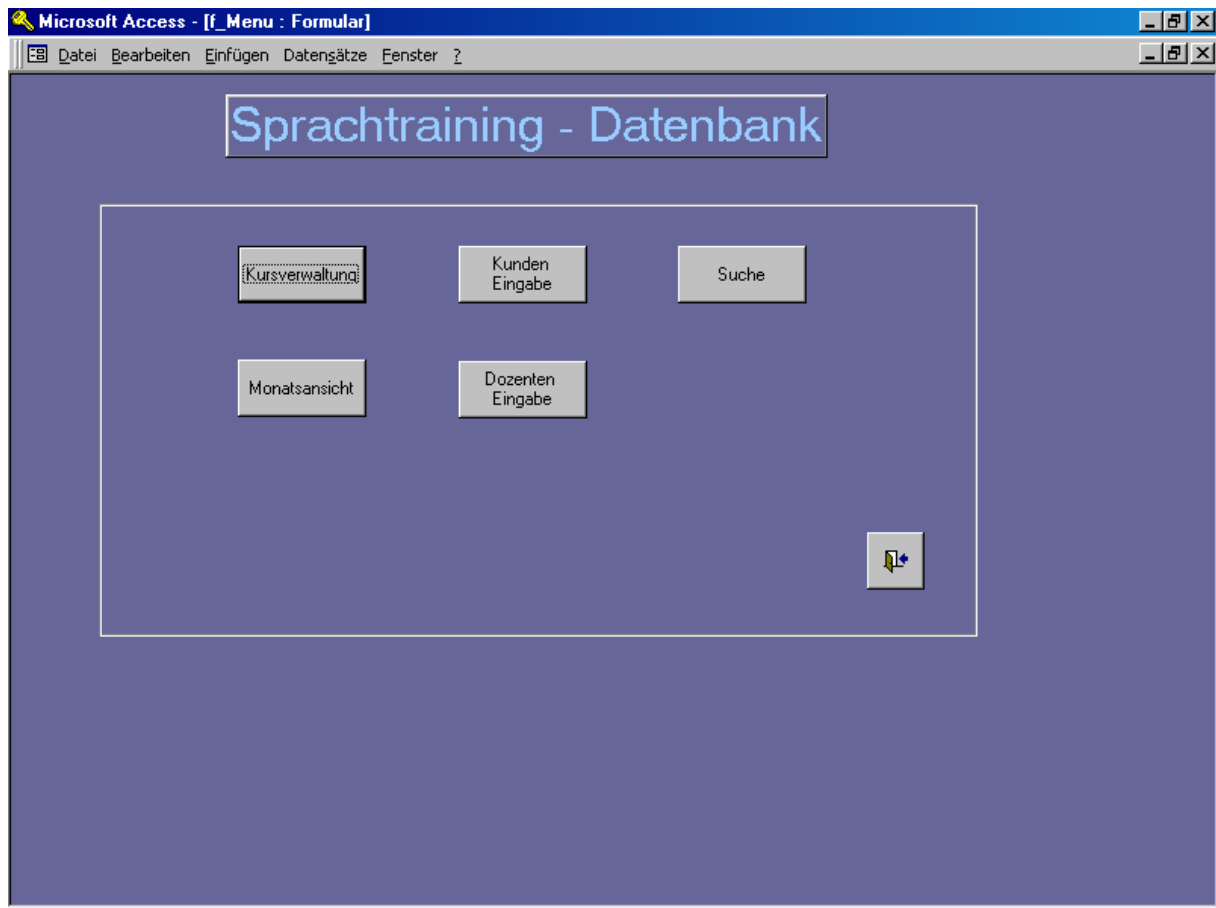 Microsoft Access - [f_Menu : Formular]
Datei Bearbeiten Einfügen Datensätze Fenster ?
Sprachtraining - Datenbank
Kursverwaltung
Kunden
Eingabe
Suche
Monatsansicht
Dozenten
Eingabe